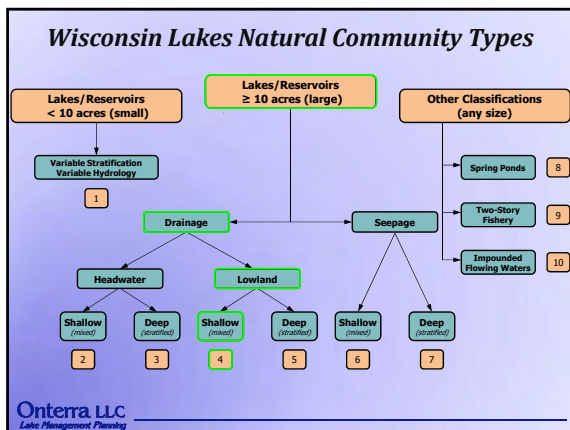 Wisconsin Lakes Natural Community Types
Lakes/Reservoirs
< 10 acres (small)
Lakes/Reservoirs
≥ 10 acres (large)
Other Classifications
(any size)
Variable Stratification
Variable Hydrology
1
Spring Ponds
8
Two-Story
Fishery
9
Impounded
Flowing Waters
10
Drainage
Seepage
Headwater
Lowland
Shallow
(mixed)
2
Deep
(stratified)
3
Shallow
(mixed)
4
Deep
(stratified)
5
Shallow
(mixed)
6
Deep
(stratified)
7
Onterra LLC
Lake Management Planning